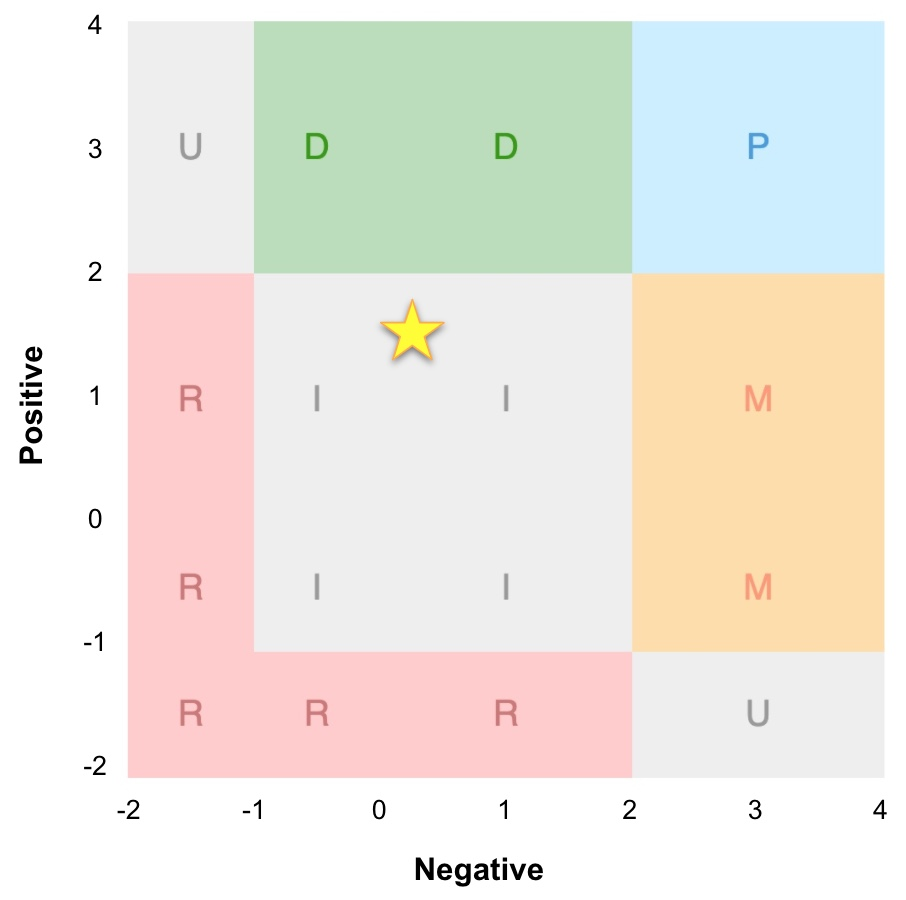 4
U D D P
3
2
R I I M
1
Positive
0
R I I M
-1
R R R U
-2
-2 -1 0 1 2 3 4
Negative